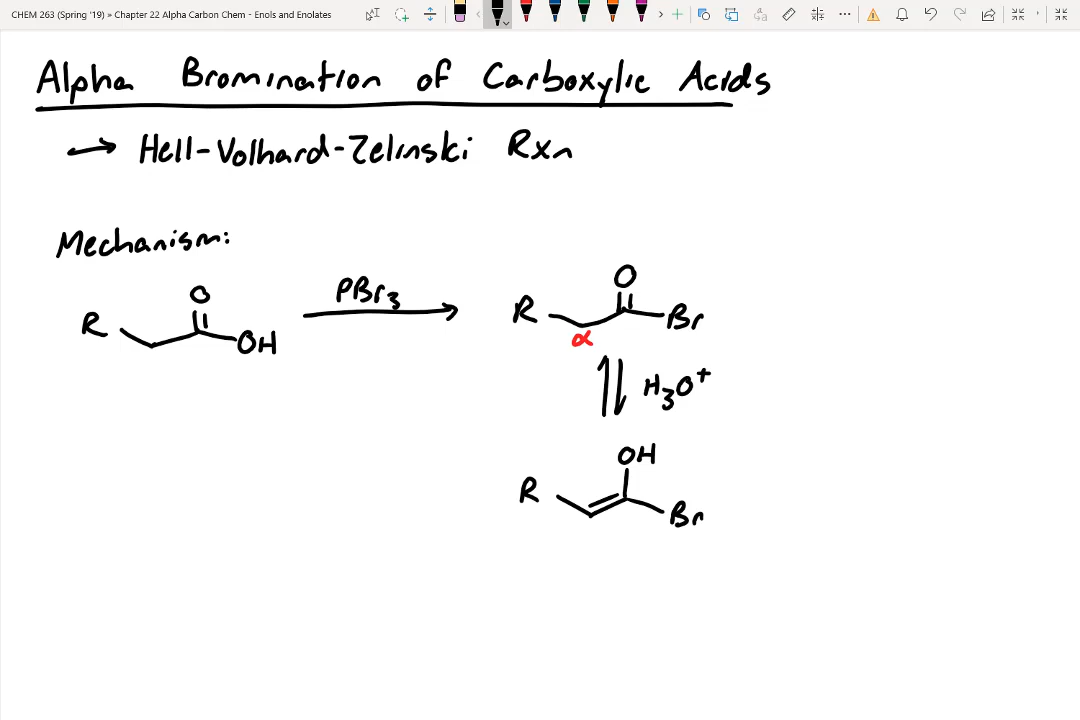 CHEM 263 (Spring '19) » Chapter 22 Alpha Carbon Chem - Enols and Enolates
Alpha Bromination of Carboxylic Acids
→ Hell-Volhard-Zelinski Rxn
Mechanism:
R O OH
PBr3
R O Br
α
H3O+
R OH Br